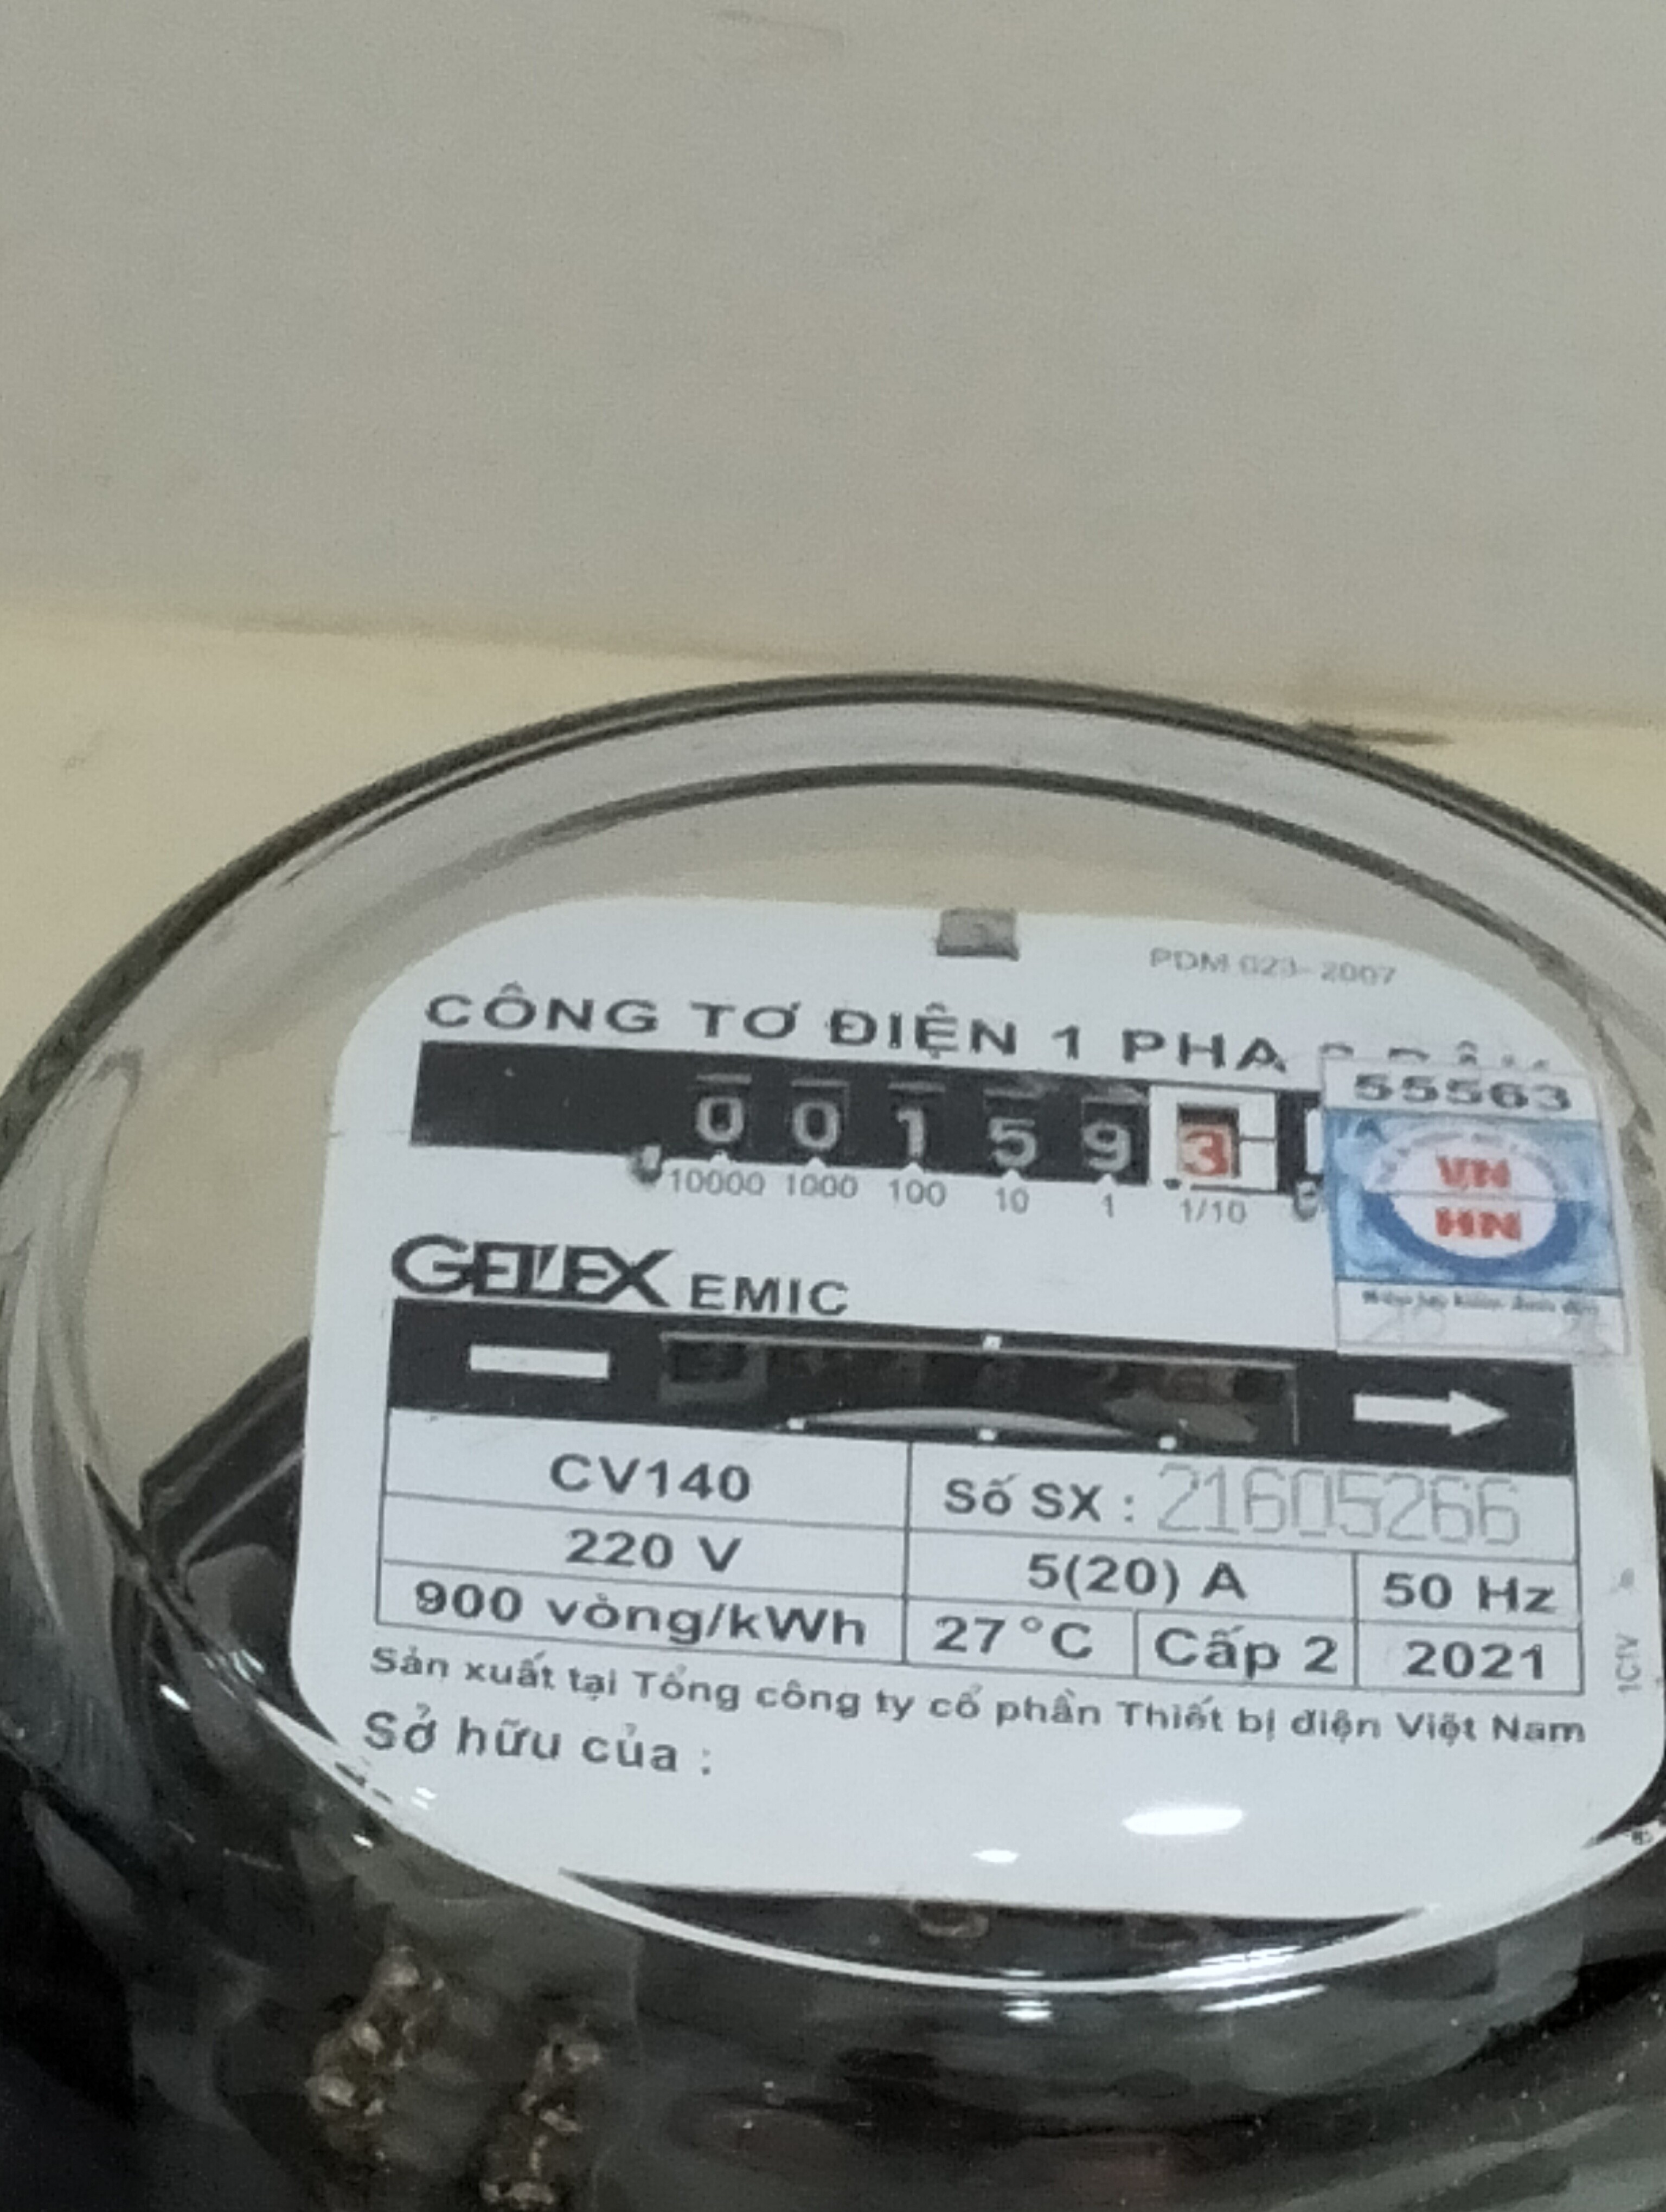 PDM 023-2007
CÔNG TƠ ĐIỆN 1 PHA
55563
0 0 1 5 9 3
10000 1000 100 10 1 1/10
VN
HN
GELEX EMIC
CV140 Số SX : 21605266
220 V 5(20) A 50 Hz
900 vòng/kWh 27°C Cấp 2 2021
Sản xuất tại Tổng công ty cổ phần Thiết bị điện Việt Nam
Sở hữu của :